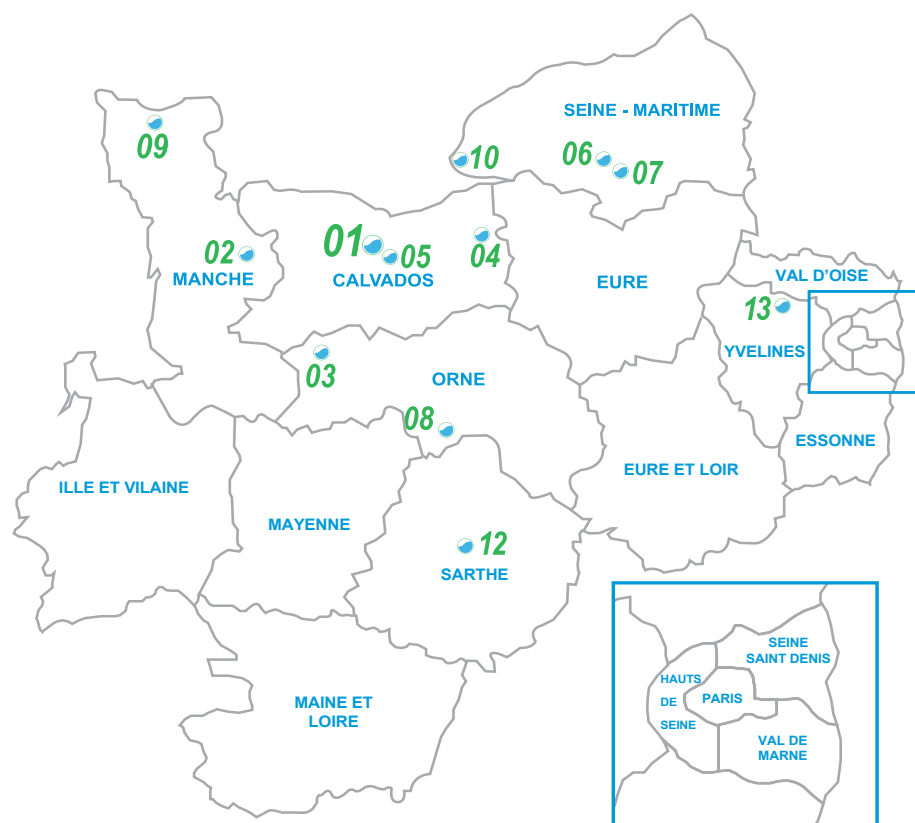 SEINE - MARITIME
09
10
06
07
01
02
05
04
MANCHE
CALVADOS
EURE
VAL D'OISE
13
YVELINES
03
ORNE
08
ESSONNE
ILLE ET VILAINE
EURE ET LOIR
MAYENNE
12
SARTHE
MAINE ET
LOIRE
SEINE
SAINT DENIS
HAUTS
DE
SEINE
PARIS
VAL DE
MARNE